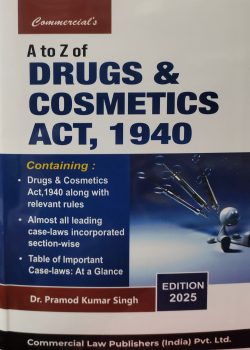 Commercial's
A to Z of
DRUGS &
COSMETICS
ACT, 1940
Containing :
• Drugs & Cosmetics
Act,1940 along with
relevant rules
• Almost all leading
case-laws incorporated
section-wise
• Table of Important
Case-laws: At a Glance
EDITION
2025
Dr. Pramod Kumar Singh
Commercial Law Publishers (India) Pvt. Ltd.